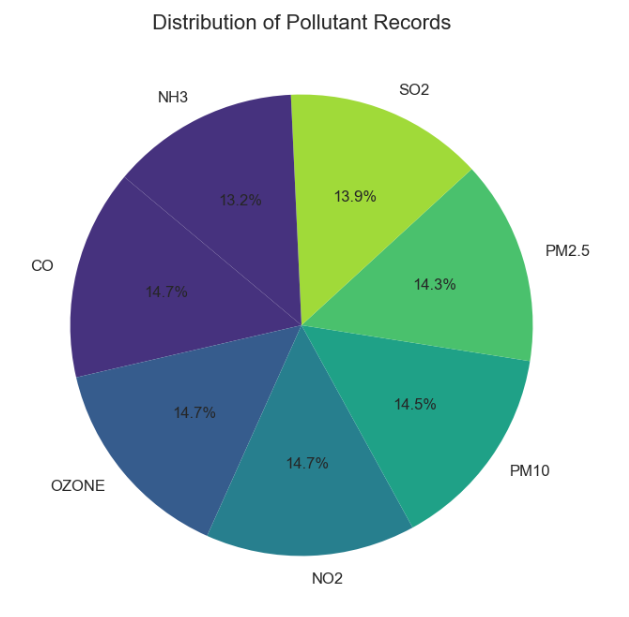 Distribution of Pollutant Records
NH3
SO2
13.2%
13.9%
PM2.5
CO
14.3%
14.7%
14.5%
14.7%
14.7%
PM10
OZONE
NO2